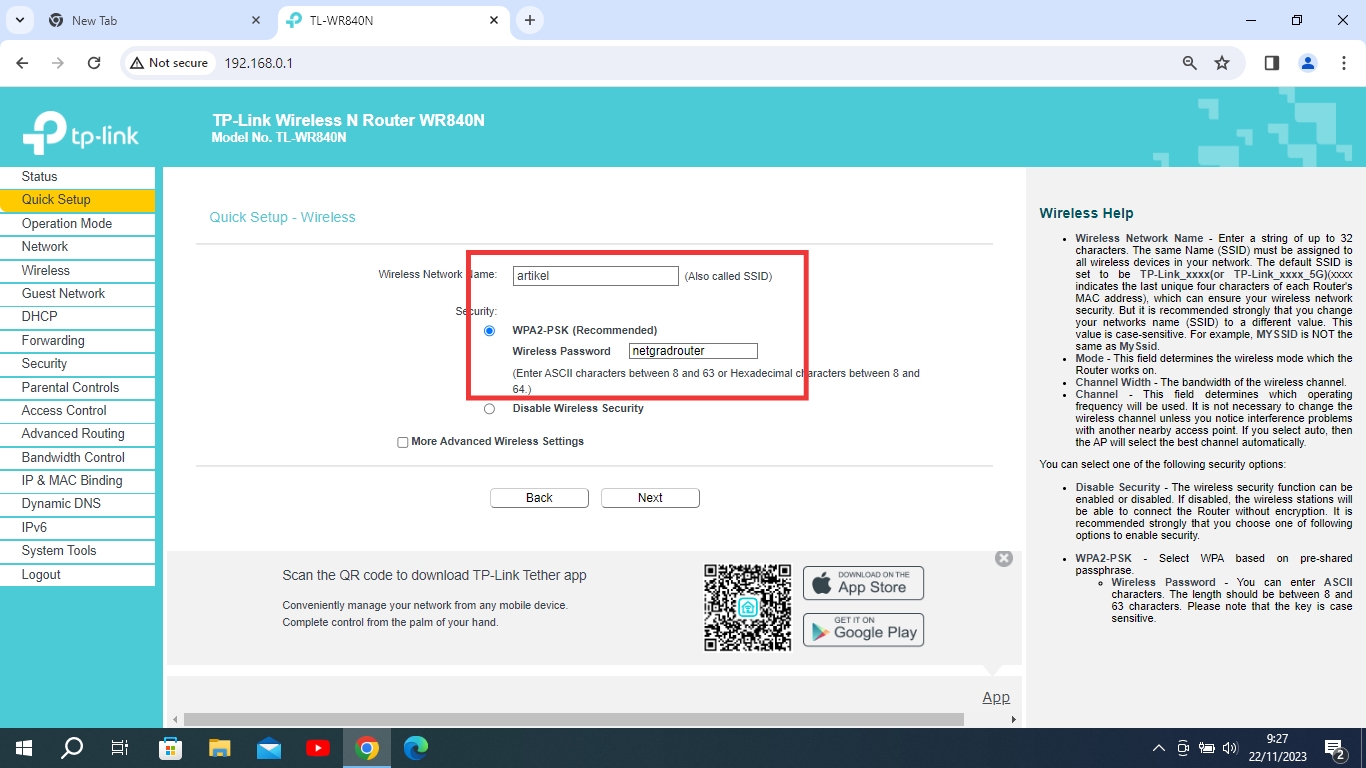 New Tab
TL-WR840N
Not secure
192.168.0.1
tp-link
TP-Link Wireless N Router WR840N
Model No. TL-WR840N
Status
Quick Setup
Operation Mode
Network
Wireless
Guest Network
DHCP
Forwarding
Security
Parental Controls
Access Control
Advanced Routing
Bandwidth Control
IP & MAC Binding
Dynamic DNS
IPv6
System Tools
Logout
Quick Setup - Wireless
Wireless Network Name: artikel (Also called SSID)
Security:
WPA2-PSK (Recommended)
Wireless Password netgradrouter
(Enter ASCII characters between 8 and 63 or Hexadecimal characters between 8 and
64.)
Disable Wireless Security
More Advanced Wireless Settings
Back Next
Scan the QR code to download TP-Link Tether app
Conveniently manage your network from any mobile device.
Complete control from the palm of your hand.
DOWNLOAD ON THE
App Store
GET IT ON
Google Play
App
Wireless Help
• Wireless Network Name - Enter a string of up to 32
characters. The same Name (SSID) must be assigned to
all wireless devices in your network. The default SSID is
set to be TP-Link_xxxx(or TP-Link_xxxx_5G)(xxxx
indicates the last unique four characters of each Router's
MAC address), which can ensure your wireless network
security. But it is recommended strongly that you change
your networks name (SSID) to a different value. This
value is case-sensitive. For example, MYSSID is NOT the
same as MySsid.
• Mode - This field determines the wireless mode which the
Router works on.
• Channel Width - The bandwidth of the wireless channel.
• Channel - This field determines which operating
frequency will be used. It is not necessary to change the
wireless channel unless you notice interference problems
with another nearby access point. If you select auto, then
the AP will select the best channel automatically.
You can select one of the following security options:
• Disable Security - The wireless security function can be
enabled or disabled. If disabled, the wireless stations will
be able to connect the Router without encryption. It is
recommended strongly that you choose one of following
options to enable security.
• WPA2-PSK - Select WPA based on pre-shared
passphrase.
Wireless Password - You can enter ASCII
characters. The length should be between 8 and
63 characters. Please note that the key is case
sensitive.
9:27
22/11/2023
2